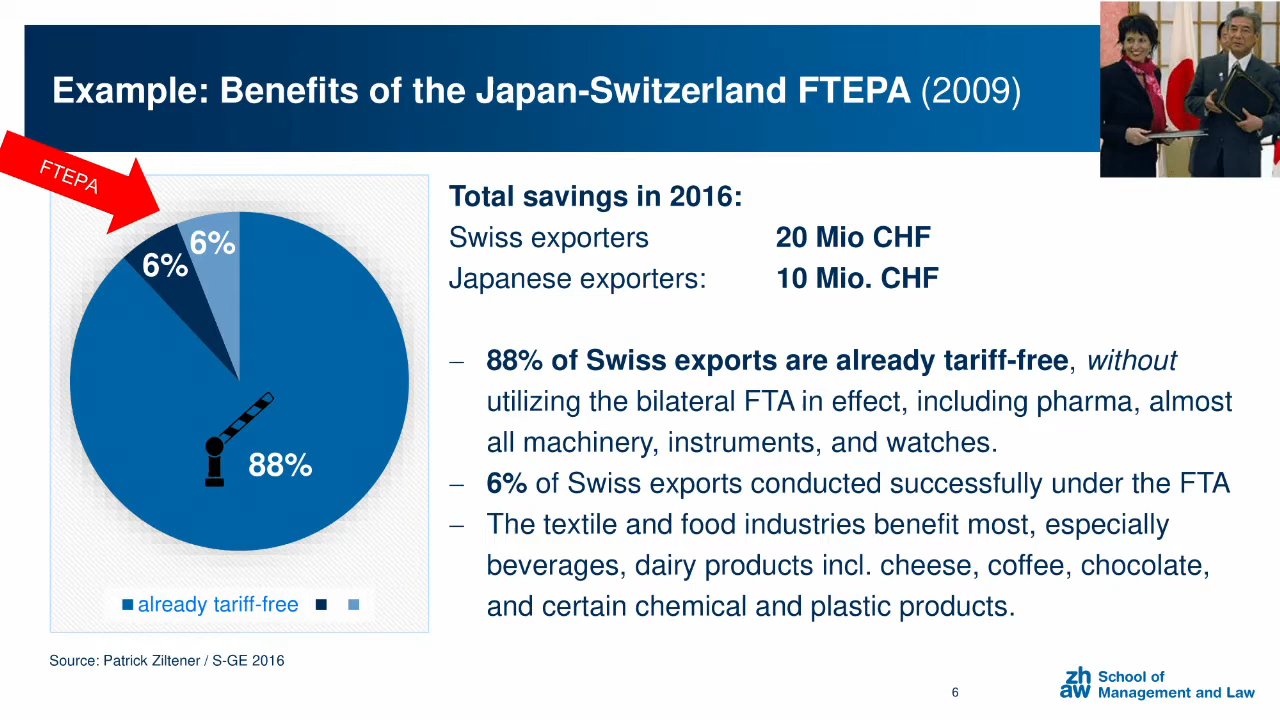 Example: Benefits of the Japan-Switzerland FTEPA (2009)
FTEPA
6%
6%
88%
already tariff-free
Source: Patrick Ziltener / S-GE 2016
Total savings in 2016:
Swiss exporters 20 Mio CHF
Japanese exporters: 10 Mio. CHF
– 88% of Swiss exports are already tariff-free, without
utilizing the bilateral FTA in effect, including pharma, almost
all machinery, instruments, and watches.
– 6% of Swiss exports conducted successfully under the FTA
– The textile and food industries benefit most, especially
beverages, dairy products incl. cheese, coffee, chocolate,
and certain chemical and plastic products.
6
zh
aw
School of
Management and Law